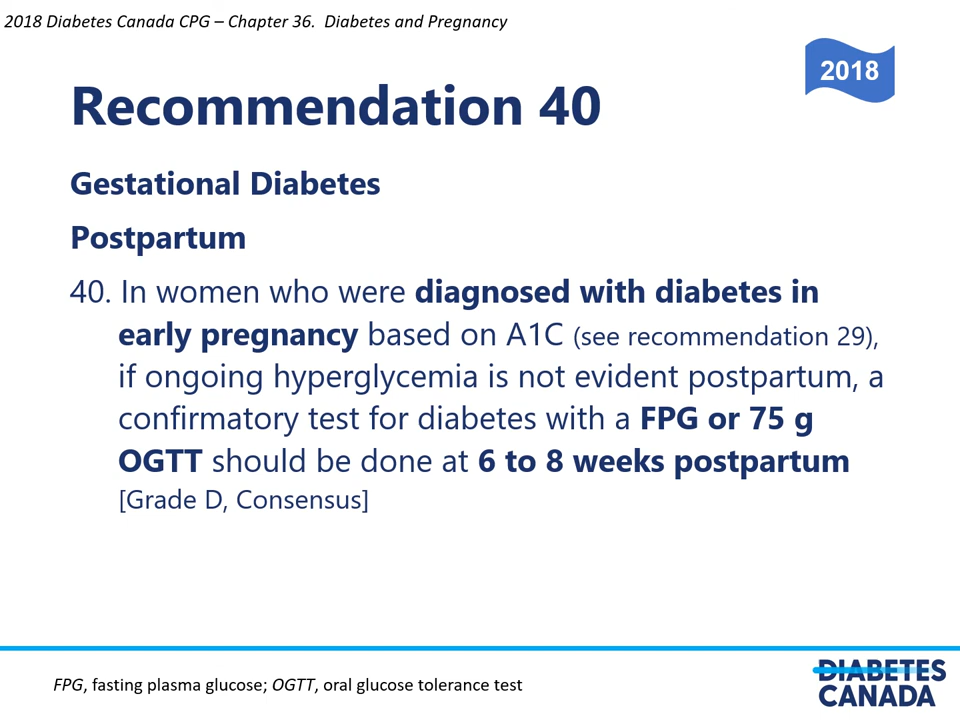 2018 Diabetes Canada CPG – Chapter 36. Diabetes and Pregnancy
2018
Recommendation 40
Gestational Diabetes
Postpartum
40. In women who were diagnosed with diabetes in
early pregnancy based on A1C (see recommendation 29),
if ongoing hyperglycemia is not evident postpartum, a
confirmatory test for diabetes with a FPG or 75 g
OGTT should be done at 6 to 8 weeks postpartum
[Grade D, Consensus]
FPG, fasting plasma glucose; OGTT, oral glucose tolerance test
DIABETES
CANADA